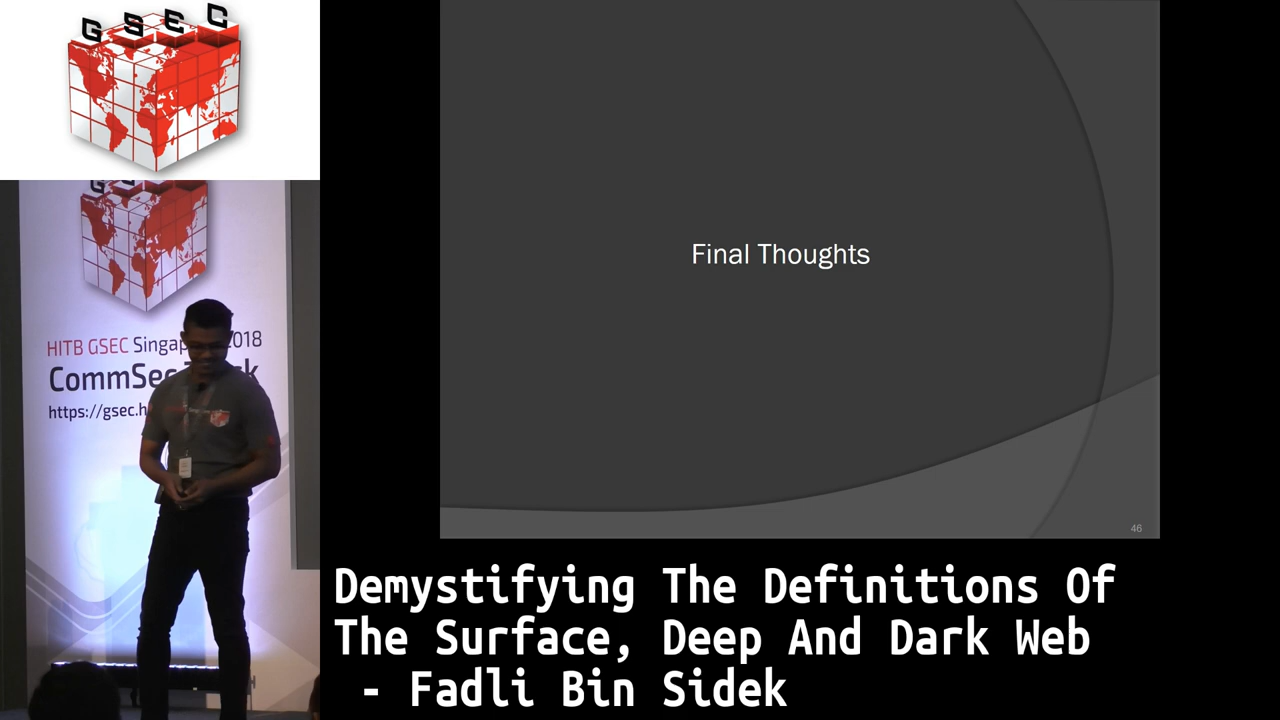 GSEC
HITB GSEC Singap 2018
CommSec
https://gsec.h
Final Thoughts
46
Demystifying The Definitions Of
The Surface, Deep And Dark Web
- Fadli Bin Sidek